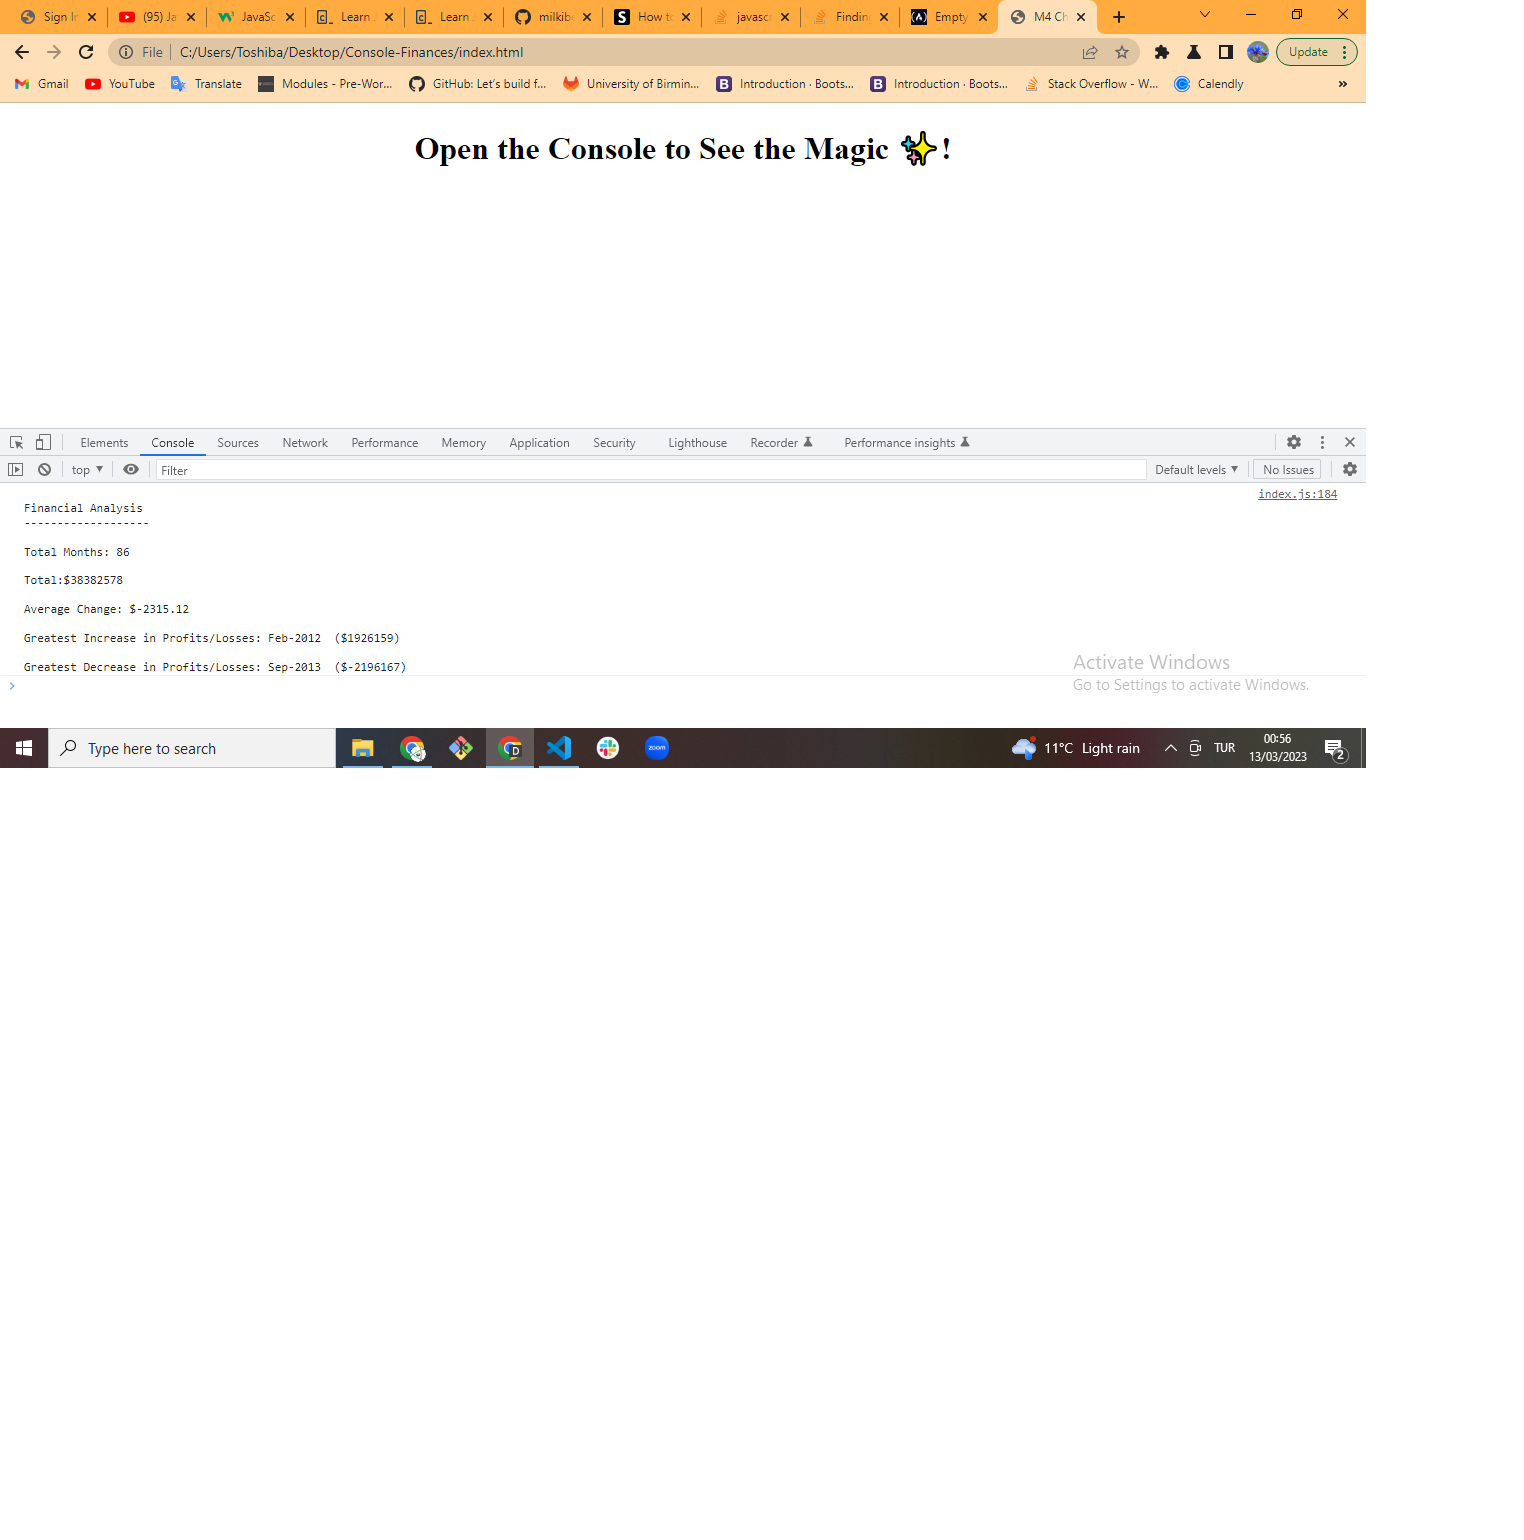 Sign In
(95) Ja
JavaSc
Learn
Learn
milkib
How to
javasc
Finding
Empty
M4 Ch
File
C:/Users/Toshiba/Desktop/Console-Finances/index.html
Update
Gmail
YouTube
Translate
Modules - Pre-Wor...
GitHub: Let's build f...
University of Birmin...
Introduction · Boots...
Introduction · Boots...
Stack Overflow - W...
Calendly
»
Open the Console to See the Magic ✨!
Elements
Console
Sources
Network
Performance
Memory
Application
Security
Lighthouse
Recorder
Performance insights
top
Filter
Default levels
No Issues
index.js:184
Financial Analysis
-------------------
Total Months: 86
Total:$38382578
Average Change: $-2315.12
Greatest Increase in Profits/Losses: Feb-2012  ($1926159)
Greatest Decrease in Profits/Losses: Sep-2013  ($-2196167)
Activate Windows
Go to Settings to activate Windows.
Type here to search
zoom
11°C Light rain
TUR
00:56
13/03/2023
2